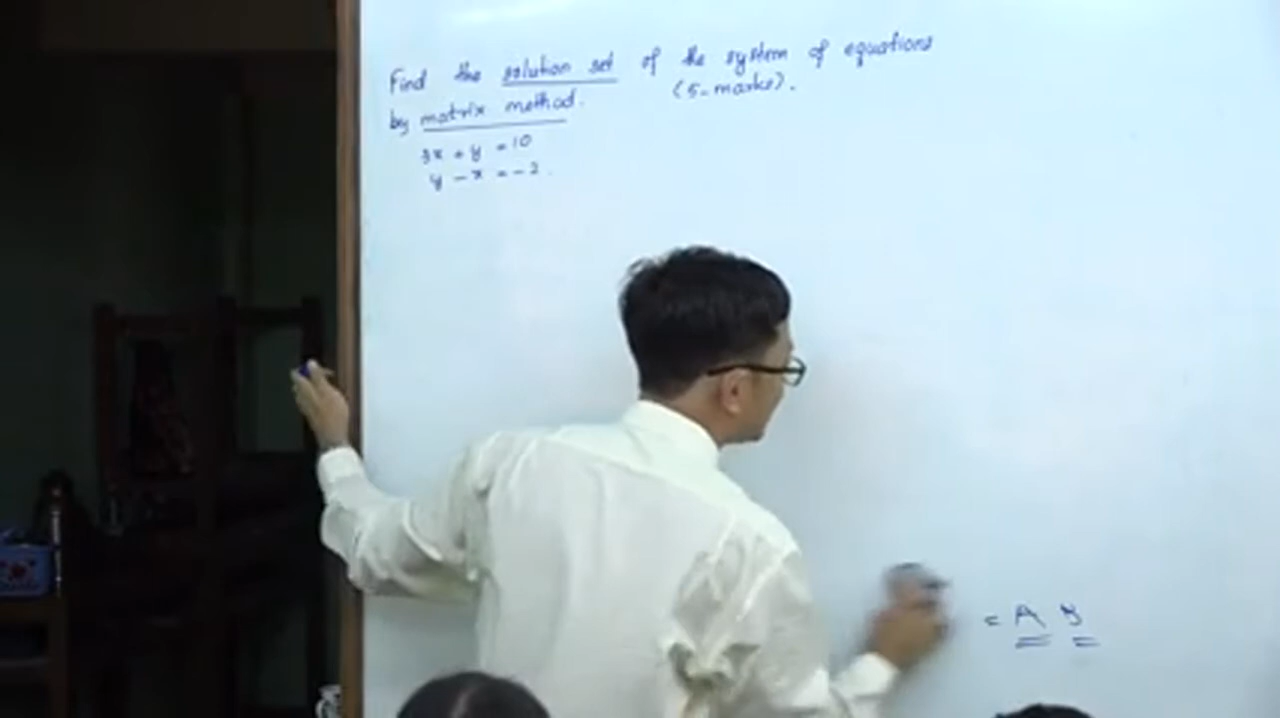 Find the solution set of the system of equations
by matrix method. (5-marks).
3x + y = 10
y - x = -2.
= A B